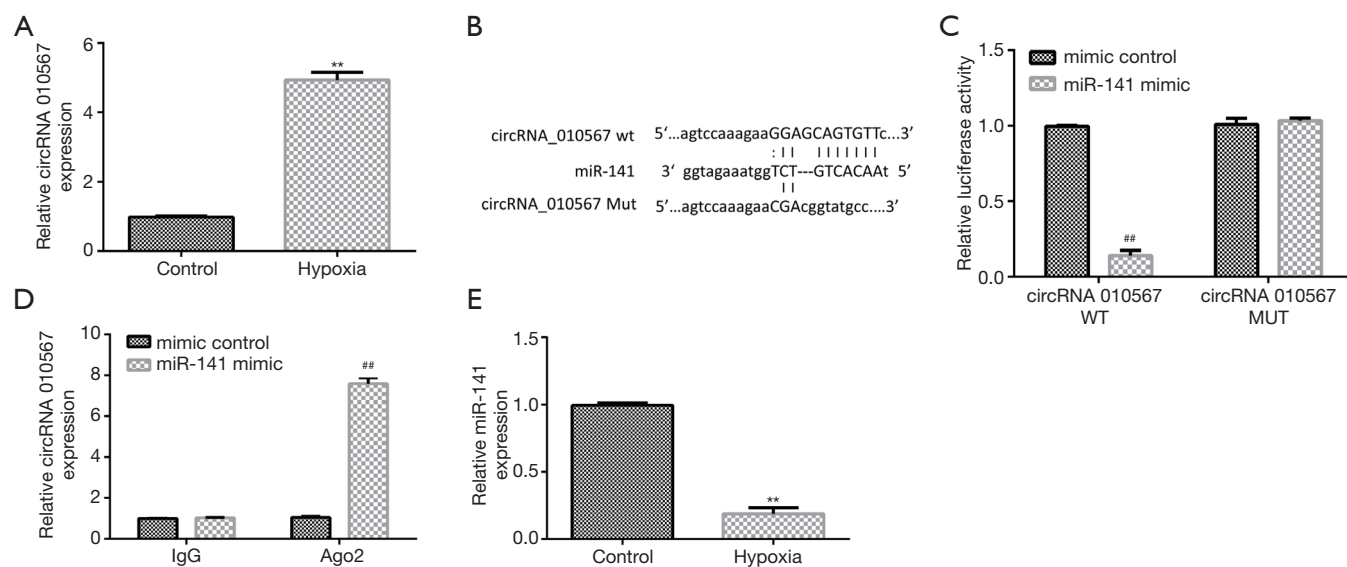 A
Relative circRNA 010567
expression
6
4
2
0
**
Control
Hypoxia
B
circRNA_010567 wt 5‘…agtccaaagaaGGAGCAGTGTTc…3’
: I I I I I I I I I
miR-141 3‘ ggtagaaatggTCT---GTCACAAt 5’
I I
circRNA_010567 Mut 5’…agtccaaagaaCGAcggtatgcc....3’
C
Relative luciferase activity
1.5
1.0
0.5
0.0
mimic control
miR-141 mimic
##
circRNA 010567
WT
circRNA 010567
MUT
D
Relative circRNA 010567
expression
10
8
6
4
2
0
mimic control
miR-141 mimic
##
IgG
Ago2
E
Relative miR-141
expression
1.5
1.0
0.5
0.0
**
Control
Hypoxia